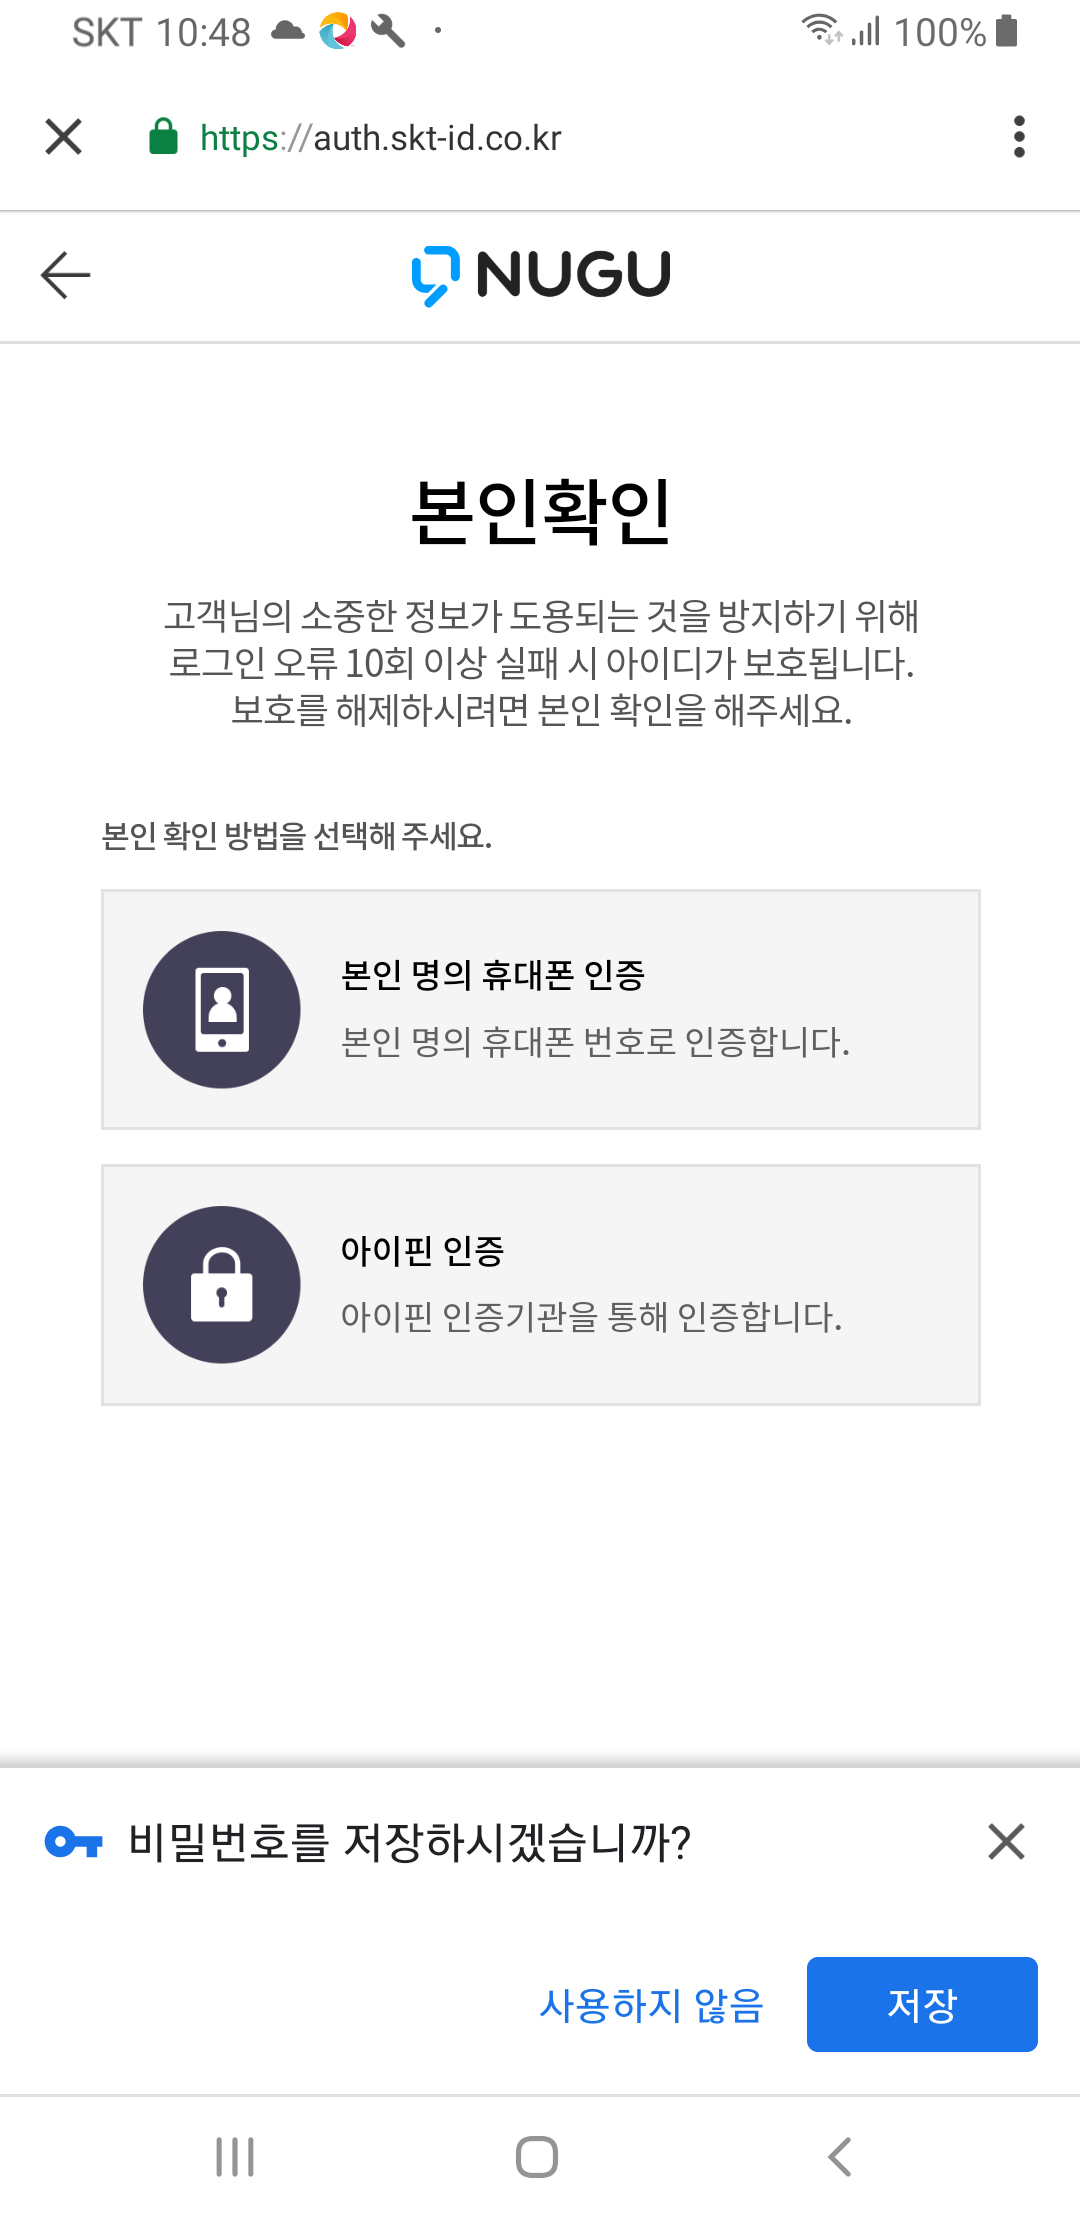 SKT 10:48
100%
https://auth.skt-id.co.kr
NUGU
본인확인
고객님의 소중한 정보가 도용되는 것을 방지하기 위해
로그인 오류 10회 이상 실패 시 아이디가 보호됩니다.
보호를 해제하시려면 본인 확인을 해주세요.
본인 확인 방법을 선택해 주세요.
본인 명의 휴대폰 인증
본인 명의 휴대폰 번호로 인증합니다.
아이핀 인증
아이핀 인증기관을 통해 인증합니다.
비밀번호를 저장하시겠습니까?
사용하지 않음
저장